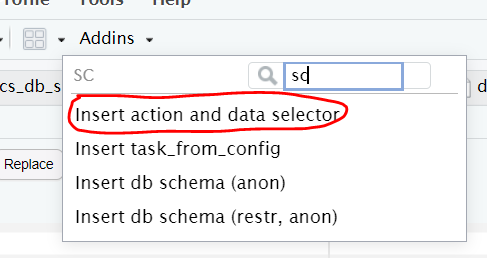 Tools Help
Addins
SC sc
cs_db_s d
Insert action and data selector
Insert task_from_config
Replace
Insert db schema (anon)
Insert db schema (restr, anon)